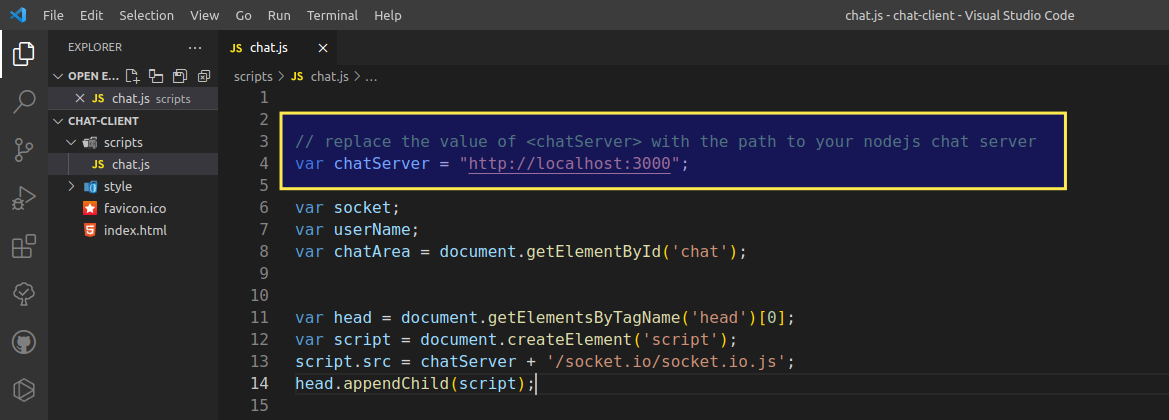 File Edit Selection View Go Run Terminal Help chat.js - chat-client - Visual Studio Code
EXPLORER ...
JS chat.js
OPEN E...
JS chat.js scripts
CHAT-CLIENT
scripts
JS chat.js
style
favicon.ico
index.html
scripts > JS chat.js > ...
1
2
3 // replace the value of <chatServer> with the path to your nodejs chat server
4 var chatServer = "http://localhost:3000";
5
6 var socket;
7 var userName;
8 var chatArea = document.getElementById('chat');
9
10
11 var head = document.getElementsByTagName('head')[0];
12 var script = document.createElement('script');
13 script.src = chatServer + '/socket.io/socket.io.js';
14 head.appendChild(script);
15